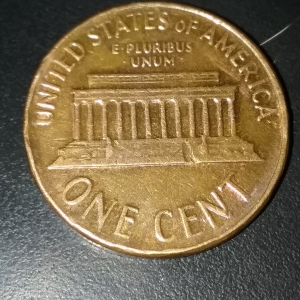 UNITED STATES OF AMERICA
E·PLURIBUS
·UNUM·
ONE CENT